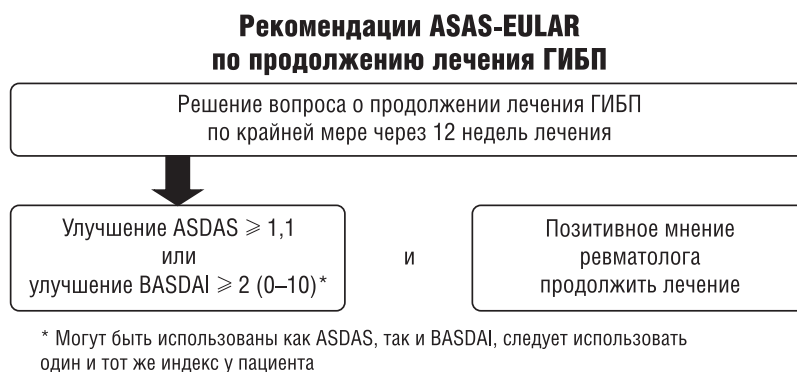 Рекомендации ASAS-EULAR
по продолжению лечения ГИБП
Решение вопроса о продолжении лечения ГИБП
по крайней мере через 12 недель лечения
Улучшение ASDAS ⩾ 1,1
или
улучшение BASDAI ⩾ 2 (0–10)*
и
Позитивное мнение
ревматолога
продолжить лечение
* Могут быть использованы как ASDAS, так и BASDAI, следует использовать
один и тот же индекс у пациента